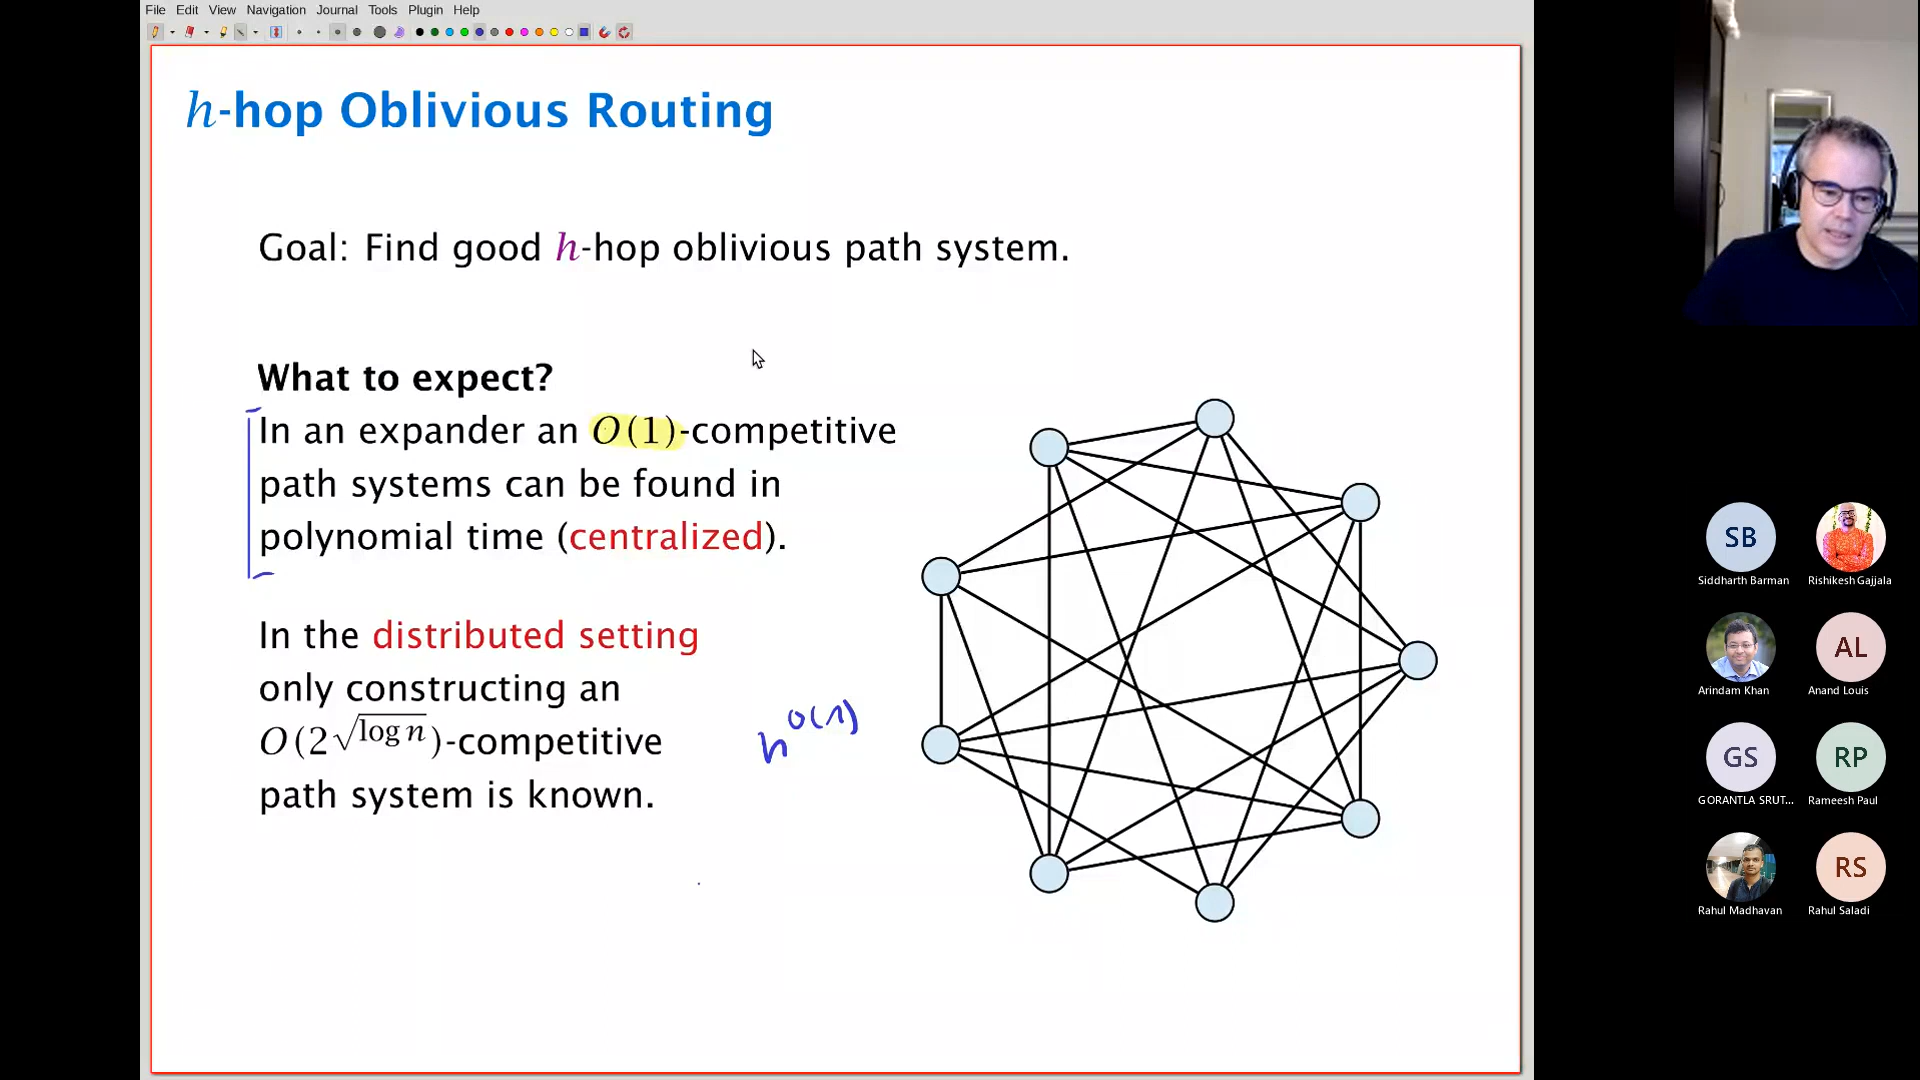 File Edit View Navigation Journal Tools Plugin Help
h-hop Oblivious Routing
Goal: Find good h-hop oblivious path system.
What to expect?
In an expander an O(1)-competitive
path systems can be found in
polynomial time (centralized).
In the distributed setting
only constructing an
O(2^√log n)-competitive
path system is known.
h^O(1)
SB
Siddharth Barman
Rishikesh Gajjala
Arindam Khan
AL
Anand Louis
GS
GORANTLA SRUT...
RP
Rameesh Paul
Rahul Madhavan
RS
Rahul Saladi